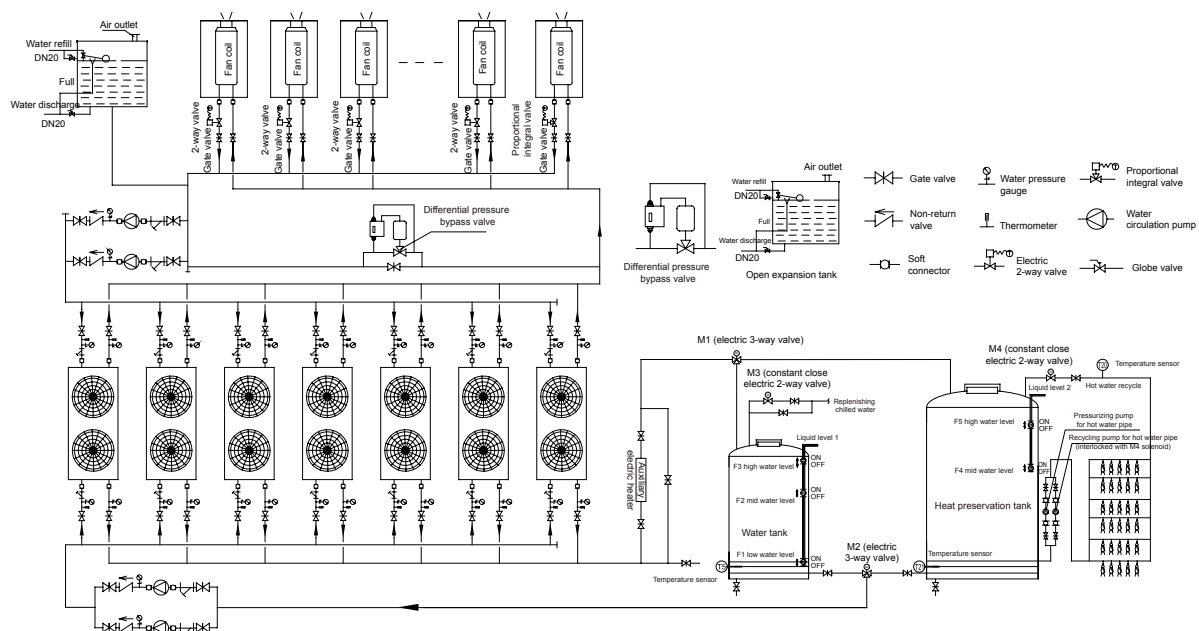 Air outlet
Water refill
DN20
Full
Water discharge
DN20
Fan coil
Fan coil
Fan coil
Fan coil
Fan coil
2-way valve
Gate valve
2-way valve
Gate valve
2-way valve
Gate valve
2-way valve
Gate valve
Proportional
integral valve
Gate valve
Differential pressure
bypass valve
Differential pressure
bypass valve
Air outlet
Water refill
DN20
Full
Water discharge
DN20
Open expansion tank
Gate valve
Water pressure
gauge
Proportional
integral valve
Non-return
valve
Thermometer
Water
circulation pump
Soft
connector
Electric
2-way valve
Globe valve
M1 (electric 3-way valve)
M3 (constant close
electric 2-way valve)
Replenishing
chilled water
Liquid level 1
F3 high water level
ON
OFF
F2 mid water level
ON
OFF
Water tank
F1 low water level
ON
OFF
Auxiliary
electric heater
Temperature sensor
T5
M2 (electric
3-way valve)
M4 (constant close
electric 2-way valve)
T20
Temperature sensor
Liquid level 2
Hot water recycle
F5 high water level
ON
OFF
Pressurizing pump
for hot water pipe
Recycling pump for hot water pipe
(interlocked with M4 solenoid)
F4 mid water level
ON
OFF
Heat preservation tank
Temperature sensor
T21